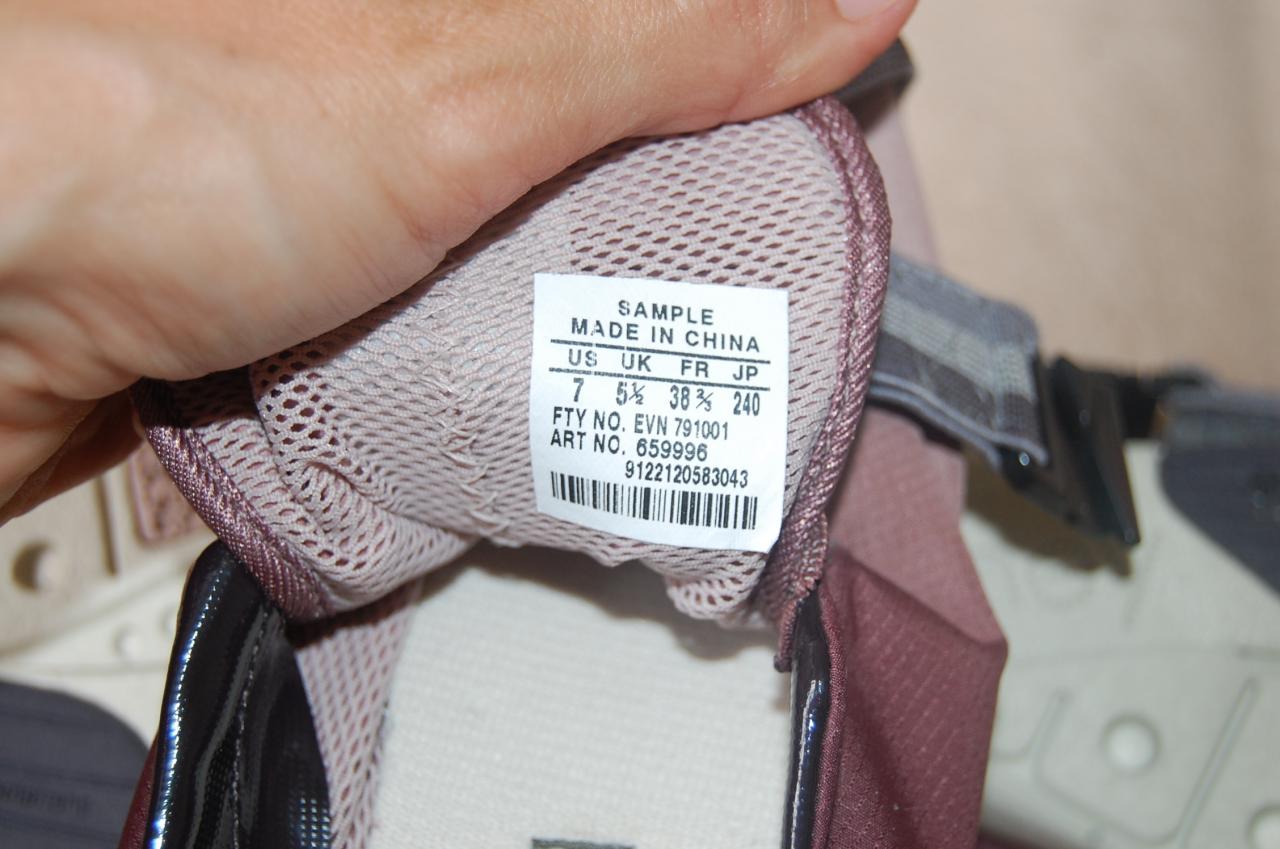 SAMPLE
MADE IN CHINA
US UK FR JP
7 5½ 38⅔ 240
FTY NO. EVN 791001
ART NO. 659996
9122120583043